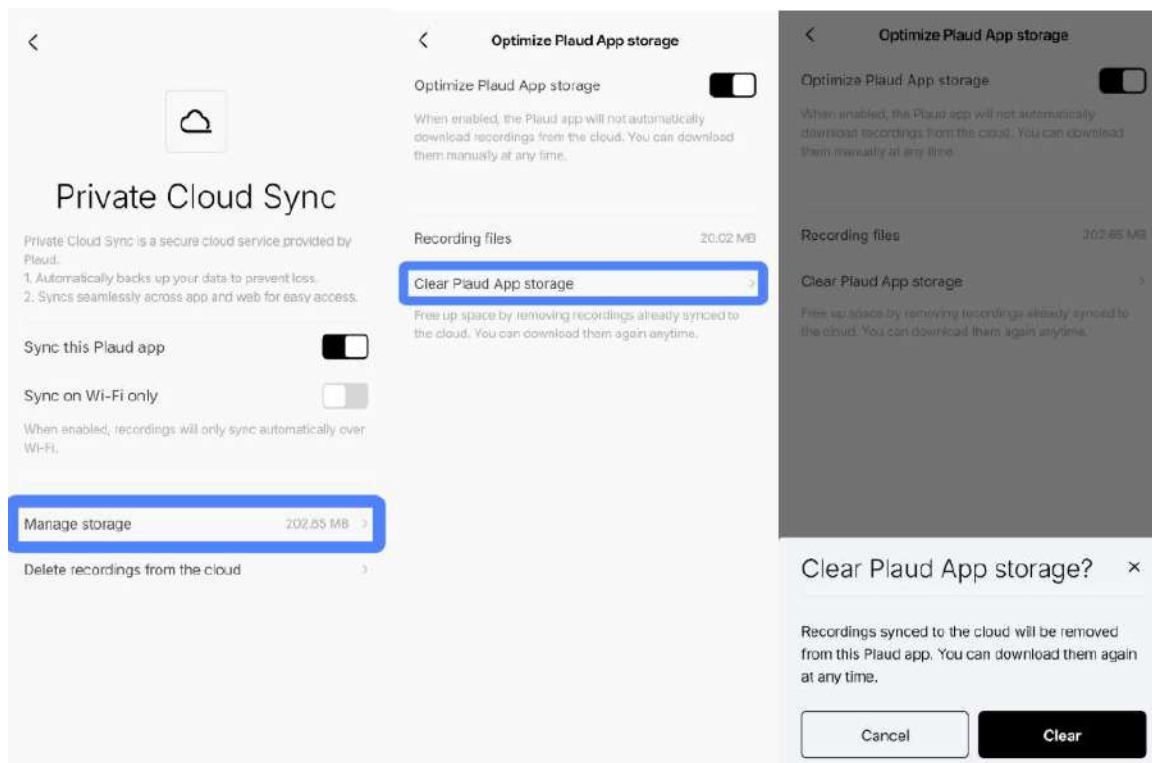 Private Cloud Sync
Private Cloud Sync is a secure cloud service provided by
Plaud.
1. Automatically backs up your data to prevent loss.
2. Syncs seamlessly across app and web for easy access.
Sync this Plaud app
Sync on Wi-Fi only
When enabled, recordings will only sync automatically over
Wi-Fi.
Manage storage 202.65 MB
Delete recordings from the cloud
Optimize Plaud App storage
Optimize Plaud App storage
When enabled, the Plaud app will not automatically
download recordings from the cloud. You can download
them manually at any time.
Recording files 20.02 MB
Clear Plaud App storage
Free up space by removing recordings already synced to
the cloud. You can download them again anytime.
Optimize Plaud App storage
Optimize Plaud App storage
When enabled, the Plaud app will not automatically
download recordings from the cloud. You can download
them manually at any time.
Recording files 202.65 MB
Clear Plaud App storage
Free up space by removing recordings already synced to
the cloud. You can download them again anytime.
Clear Plaud App storage?
Recordings synced to the cloud will be removed
from this Plaud app. You can download them again
at any time.
Cancel
Clear